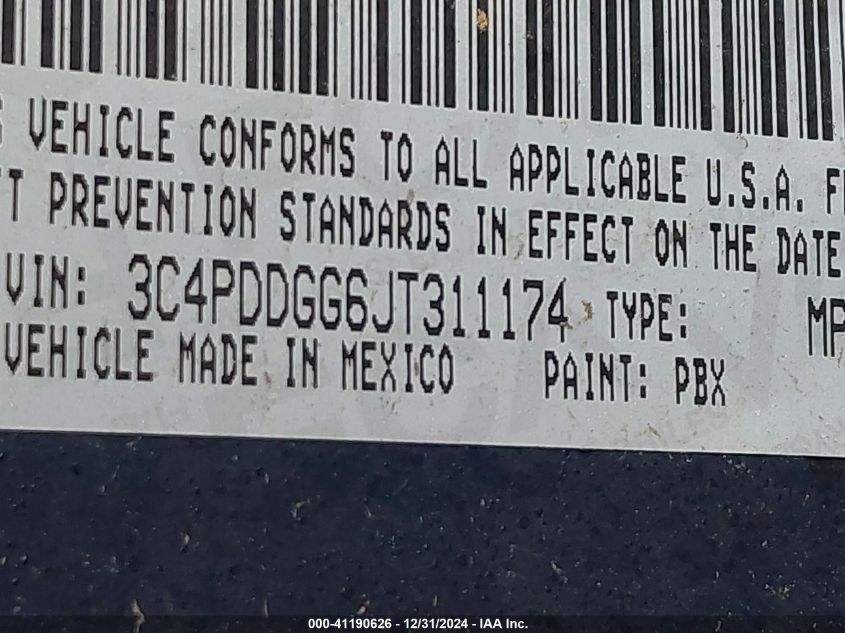 VEHICLE CONFORMS TO ALL APPLICABLE U.S.A.
PREVENTION STANDARDS IN EFFECT ON THE DATE
VIN: 3C4PDDGG6JT311174 TYPE: MP
VEHICLE MADE IN MEXICO PAINT: PBX
000-41190626 - 12/31/2024 - IAA Inc.